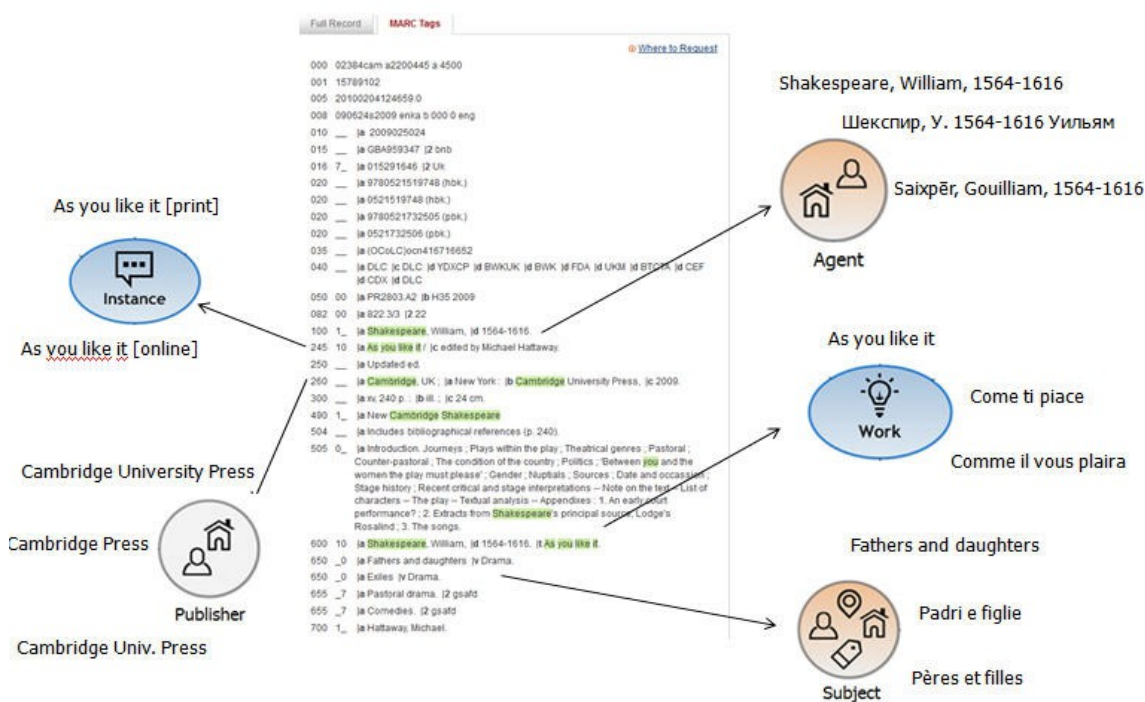 Full Record
MARC Tags
Where to Request
000 02384cam a2200445 a 4500
001 15789102
005 20100204124659.0
008 090624s2009 enka b 000 0 eng
010 __ |a 2009025024
015 __ |a GBA959347 |2 bnb
016 7_ |a 015291646 |2 Uk
020 __ |a 9780521519748 (hbk.)
020 __ |a 0521519748 (hbk.)
020 __ |a 9780521732505 (pbk.)
020 __ |a 0521732506 (pbk.)
035 __ |a (OCoLC)ocn416716652
040 __ |a DLC |c DLC |d YDXCP |d BWKUK |d BWK |d FDA |d UKM |d BTCTA |d CEF
|d CDX |d DLC
050 00 |a PR2803.A2 |b H35 2009
082 00 |a 822.3/3 |2 22
100 1_ |a Shakespeare, William, |d 1564-1616.
245 10 |a As you like it / |c edited by Michael Hattaway.
250 __ |a Updated ed.
260 __ |a Cambridge, UK ; |a New York : |b Cambridge University Press, |c 2009.
300 __ |a xv, 240 p. : |b ill. ; |c 24 cm.
490 1_ |a New Cambridge Shakespeare
504 __ |a Includes bibliographical references (p. 240).
505 0_ |a Introduction. Journeys ; Plays within the play ; Theatrical genres ; Pastoral ;
Counter-pastoral ; The condition of the country ; Politics ; 'Between you and the
women the play must please' ; Gender ; Nuptials ; Sources ; Date and occassion ;
Stage history ; Recent critical and stage interpretations -- Note on the text -- List of
characters -- The play -- Textual analysis -- Appendixes : 1. An early court
performance? ; 2. Extracts from Shakespeare's principal source, Lodge's
Rosalind ; 3. The songs.
600 10 |a Shakespeare, William, |d 1564-1616. |t As you like it.
650 _0 |a Fathers and daughters |v Drama.
650 _0 |a Exiles |v Drama.
655 _7 |a Pastoral drama. |2 gsafd
655 _7 |a Comedies. |2 gsafd
700 1_ |a Hattaway, Michael.
As you like it [print]
Instance
As you like it [online]
Cambridge University Press
Cambridge Press
Publisher
Cambridge Univ. Press
Shakespeare, William, 1564-1616
Шекспир, У. 1564-1616 Уильям
Saixpēr, Gouilliam, 1564-1616
Agent
As you like it
Come ti piace
Work
Comme il vous plaira
Fathers and daughters
Padri e figlie
Pères et filles
Subject